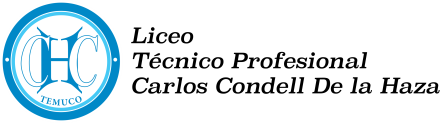 CHC
TEMUCO
Liceo
Técnico Profesional
Carlos Condell De la Haza